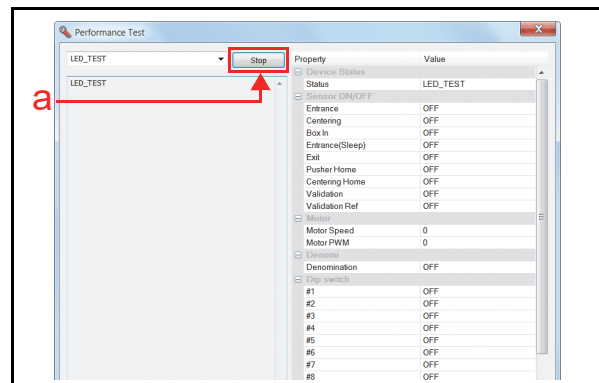 Performance Test
LED_TEST Stop
LED_TEST
a
Property Value
Device Status
Status LED_TEST
Sensor ON/OFF
Entrance OFF
Centering OFF
Box In OFF
Entrance(Sleep) OFF
Exit OFF
Pusher Home OFF
Centering Home OFF
Validation OFF
Validation Ref OFF
Motor
Motor Speed 0
Motor PWM 0
Denomi
Denomination OFF
Dip switch
#1 OFF
#2 OFF
#3 OFF
#4 OFF
#5 OFF
#6 OFF
#7 OFF
#8 OFF